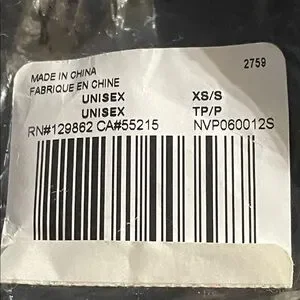 2759
MADE IN CHINA
FABRIQUE EN CHINE
UNISEX XS/S
UNISEX TP/P
RN#129862 CA#55215 NVP060012S